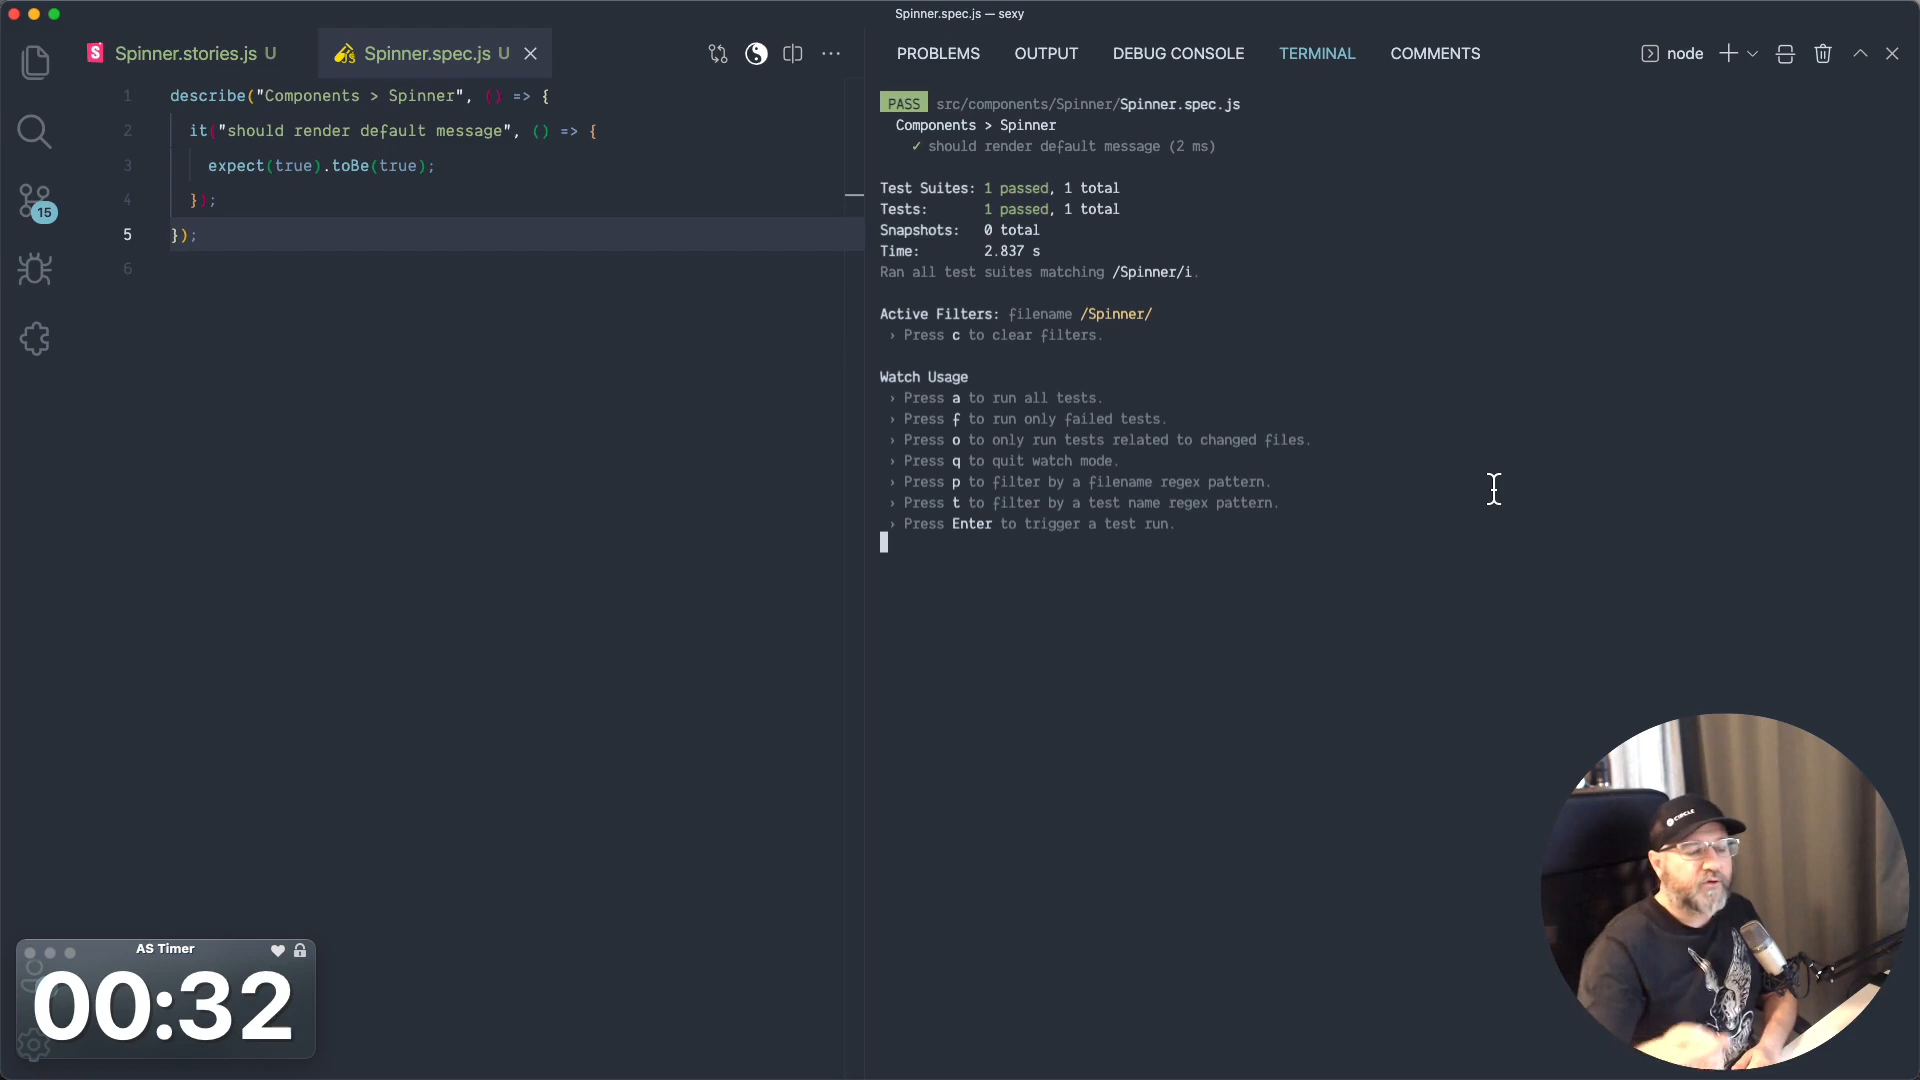 Spinner.spec.js — sexy
Spinner.stories.js U
Spinner.spec.js U
PROBLEMS OUTPUT DEBUG CONSOLE TERMINAL COMMENTS
node
15
1 describe("Components > Spinner", () => {
2 it("should render default message", () => {
3 expect(true).toBe(true);
4 });
5 });
6
PASS src/components/Spinner/Spinner.spec.js
Components > Spinner
✓ should render default message (2 ms)
Test Suites: 1 passed, 1 total
Tests: 1 passed, 1 total
Snapshots: 0 total
Time: 2.837 s
Ran all test suites matching /Spinner/i.
Active Filters: filename /Spinner/
› Press c to clear filters.
Watch Usage
› Press a to run all tests.
› Press f to run only failed tests.
› Press o to only run tests related to changed files.
› Press q to quit watch mode.
› Press p to filter by a filename regex pattern.
› Press t to filter by a test name regex pattern.
› Press Enter to trigger a test run.
CIRCLE
AS Timer
00:32